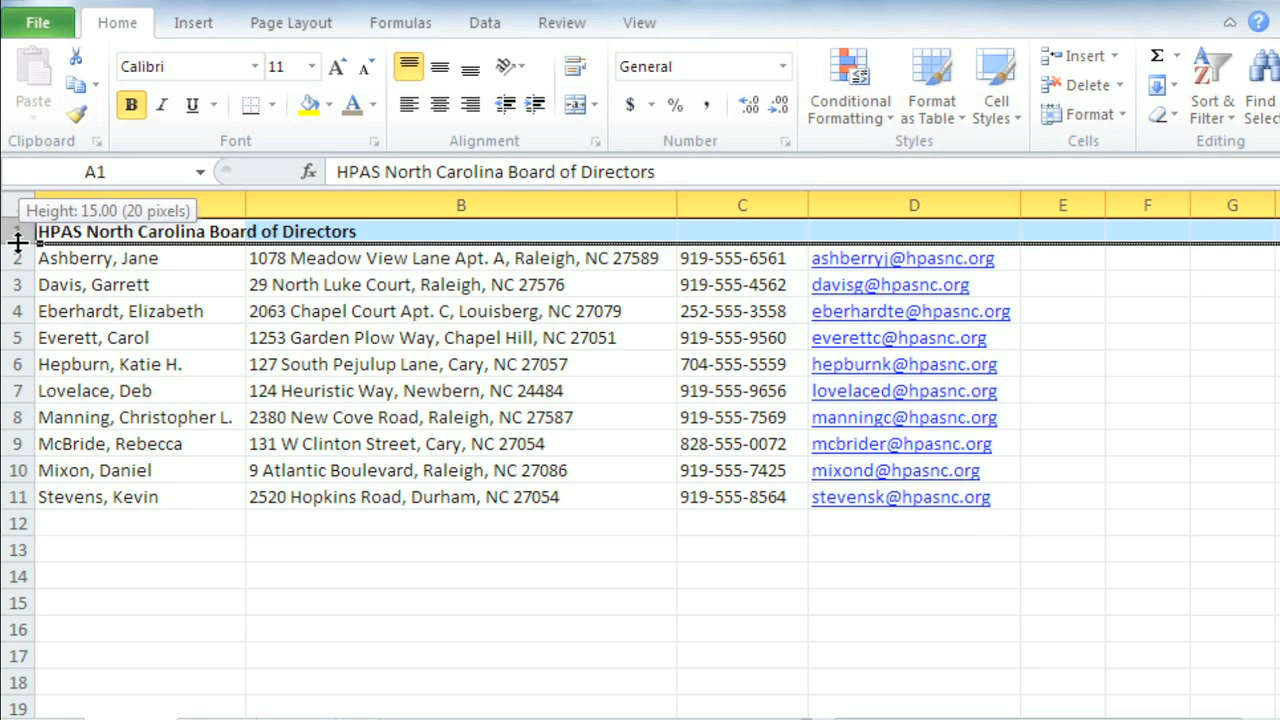 File Home Insert Page Layout Formulas Data Review View
Calibri 11 A A General Insert Σ A Z
Paste B I U A $ % , .0 .00 .00 .0 Conditional Formatting Format as Table Cell Styles Delete Format Sort & Filter Find
Clipboard Font Alignment Number Styles Cells Editing
A1 fx HPAS North Carolina Board of Directors
Height: 15.00 (20 pixels) B C D E F G
1 HPAS North Carolina Board of Directors
2 Ashberry, Jane 1078 Meadow View Lane Apt. A, Raleigh, NC 27589 919-555-6561 ashberryj@hpasnc.org
3 Davis, Garrett 29 North Luke Court, Raleigh, NC 27576 919-555-4562 davisg@hpasnc.org
4 Eberhardt, Elizabeth 2063 Chapel Court Apt. C, Louisberg, NC 27079 252-555-3558 eberhardte@hpasnc.org
5 Everett, Carol 1253 Garden Plow Way, Chapel Hill, NC 27051 919-555-9560 everettc@hpasnc.org
6 Hepburn, Katie H. 127 South Pejulup Lane, Cary, NC 27057 704-555-5559 hepburnk@hpasnc.org
7 Lovelace, Deb 124 Heuristic Way, Newbern, NC 24484 919-555-9656 lovelaced@hpasnc.org
8 Manning, Christopher L. 2380 New Cove Road, Raleigh, NC 27587 919-555-7569 manningc@hpasnc.org
9 McBride, Rebecca 131 W Clinton Street, Cary, NC 27054 828-555-0072 mcbrider@hpasnc.org
10 Mixon, Daniel 9 Atlantic Boulevard, Raleigh, NC 27086 919-555-7425 mixond@hpasnc.org
11 Stevens, Kevin 2520 Hopkins Road, Durham, NC 27054 919-555-8564 stevensk@hpasnc.org
12
13
14
15
16
17
18
19